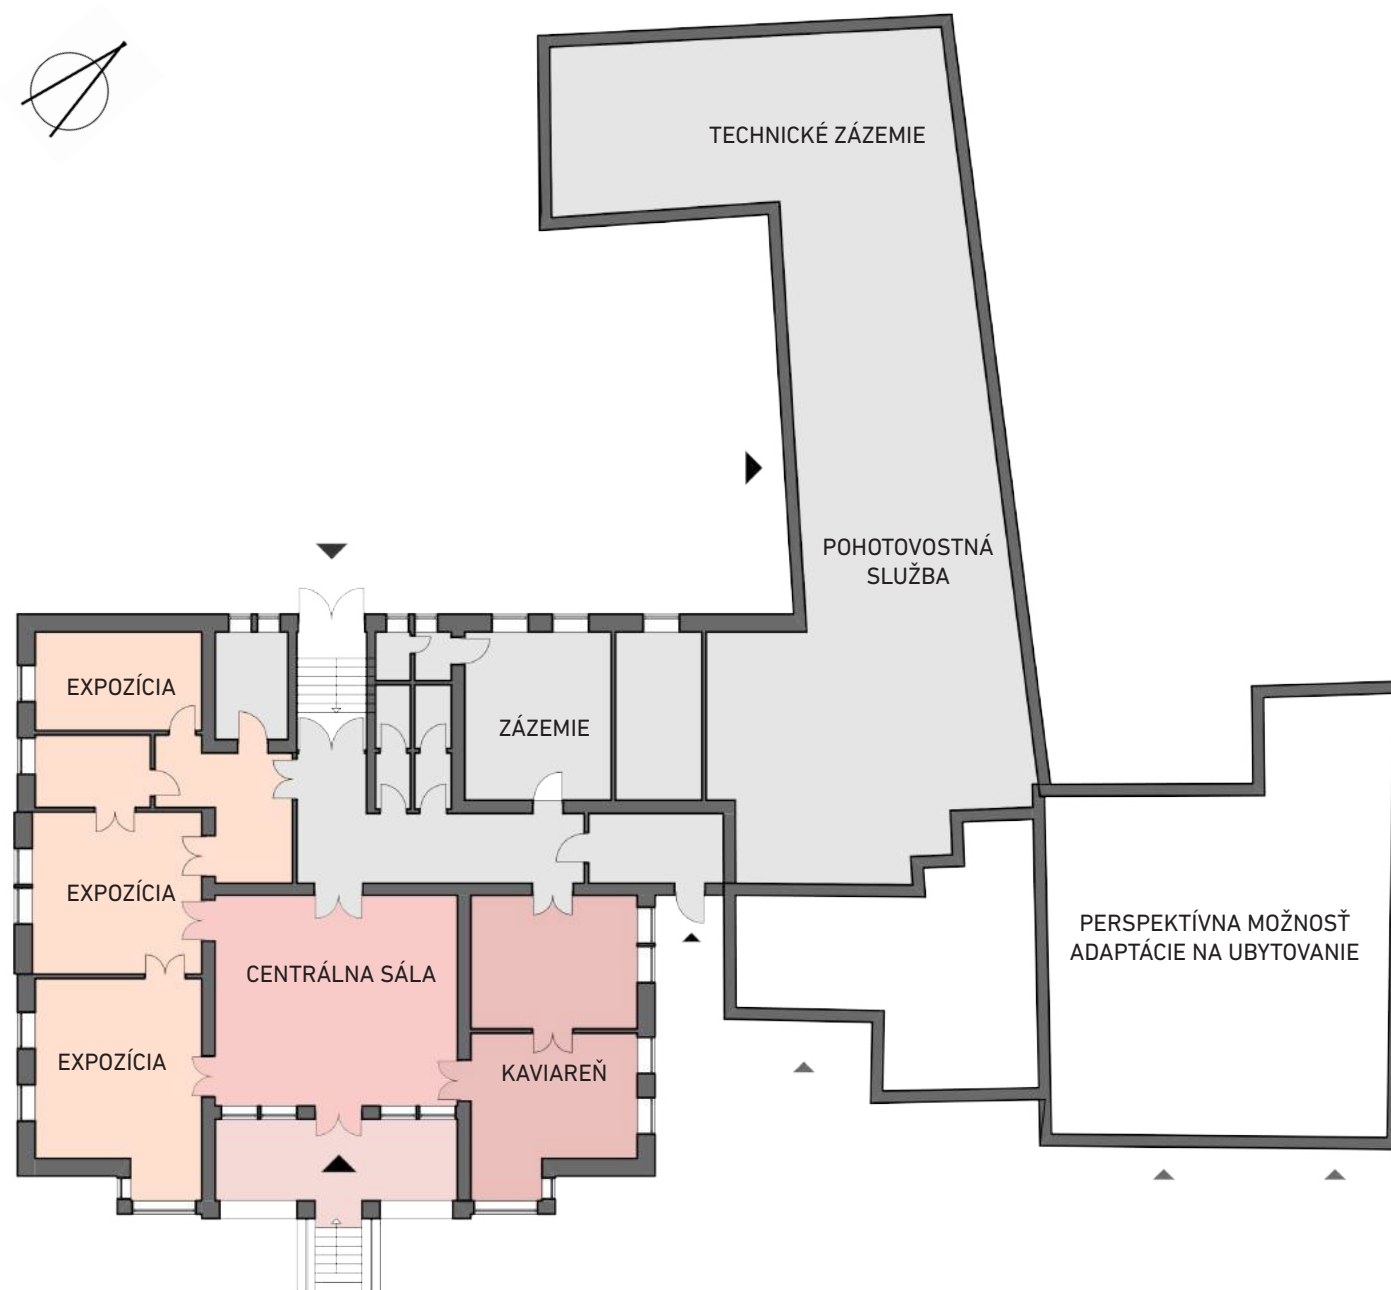 TECHNICKÉ ZÁZEMIE
POHOTOVOSTNÁ
SLUŽBA
EXPOZÍCIA
ZÁZEMIE
EXPOZÍCIA
PERSPEKTÍVNA MOŽNOSŤ
ADAPTÁCIE NA UBYTOVANIE
CENTRÁLNA SÁLA
EXPOZÍCIA
KAVIAREŇ